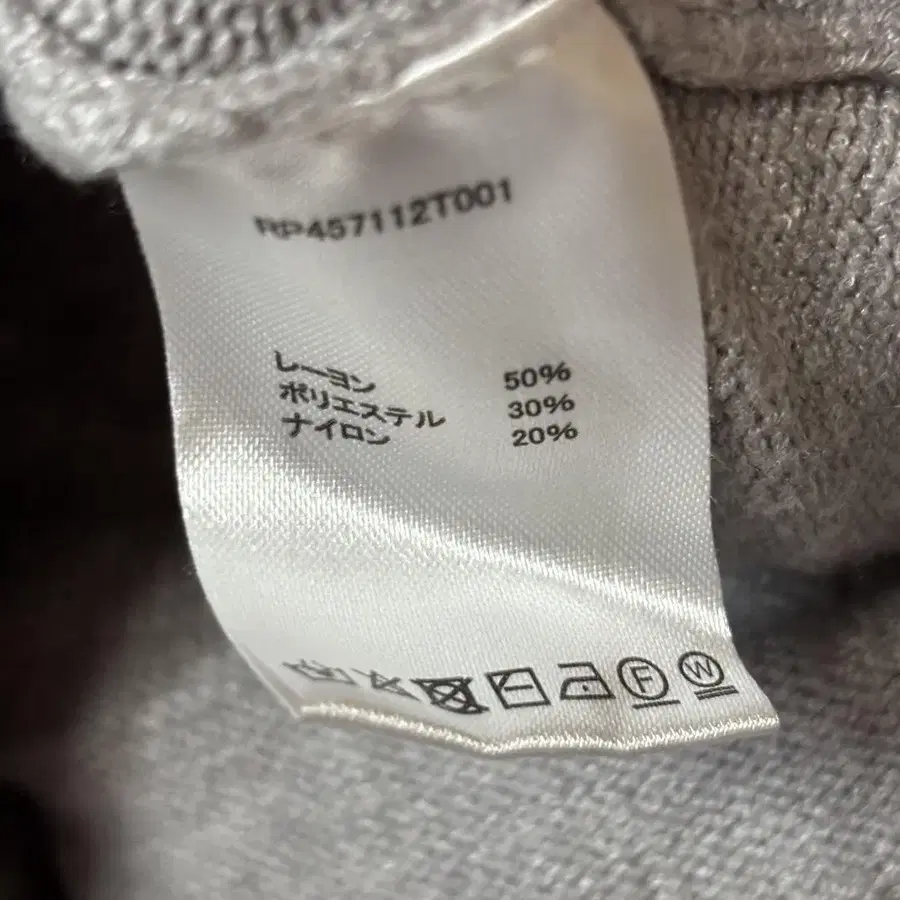 RP457112T001
レーヨン 50%
ポリエステル 30%
ナイロン 20%
F W